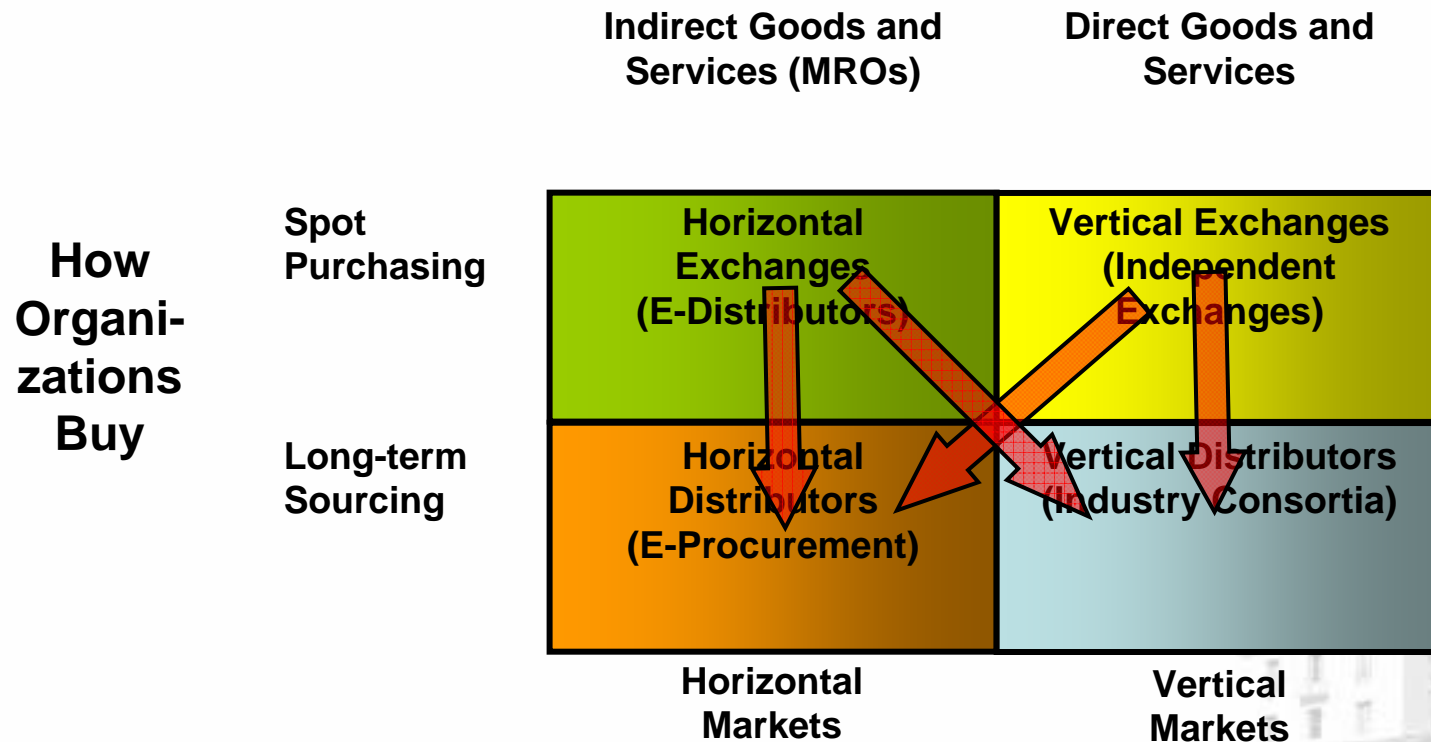 Indirect Goods and
Services (MROs)
Direct Goods and
Services
How
Organi-
zations
Buy
Spot
Purchasing
Horizontal
Exchanges
(E-Distributors)
Vertical Exchanges
(Independent
Exchanges)
Long-term
Sourcing
Horizontal
Distributors
(E-Procurement)
Vertical Distributors
(Industry Consortia)
Horizontal
Markets
Vertical
Markets